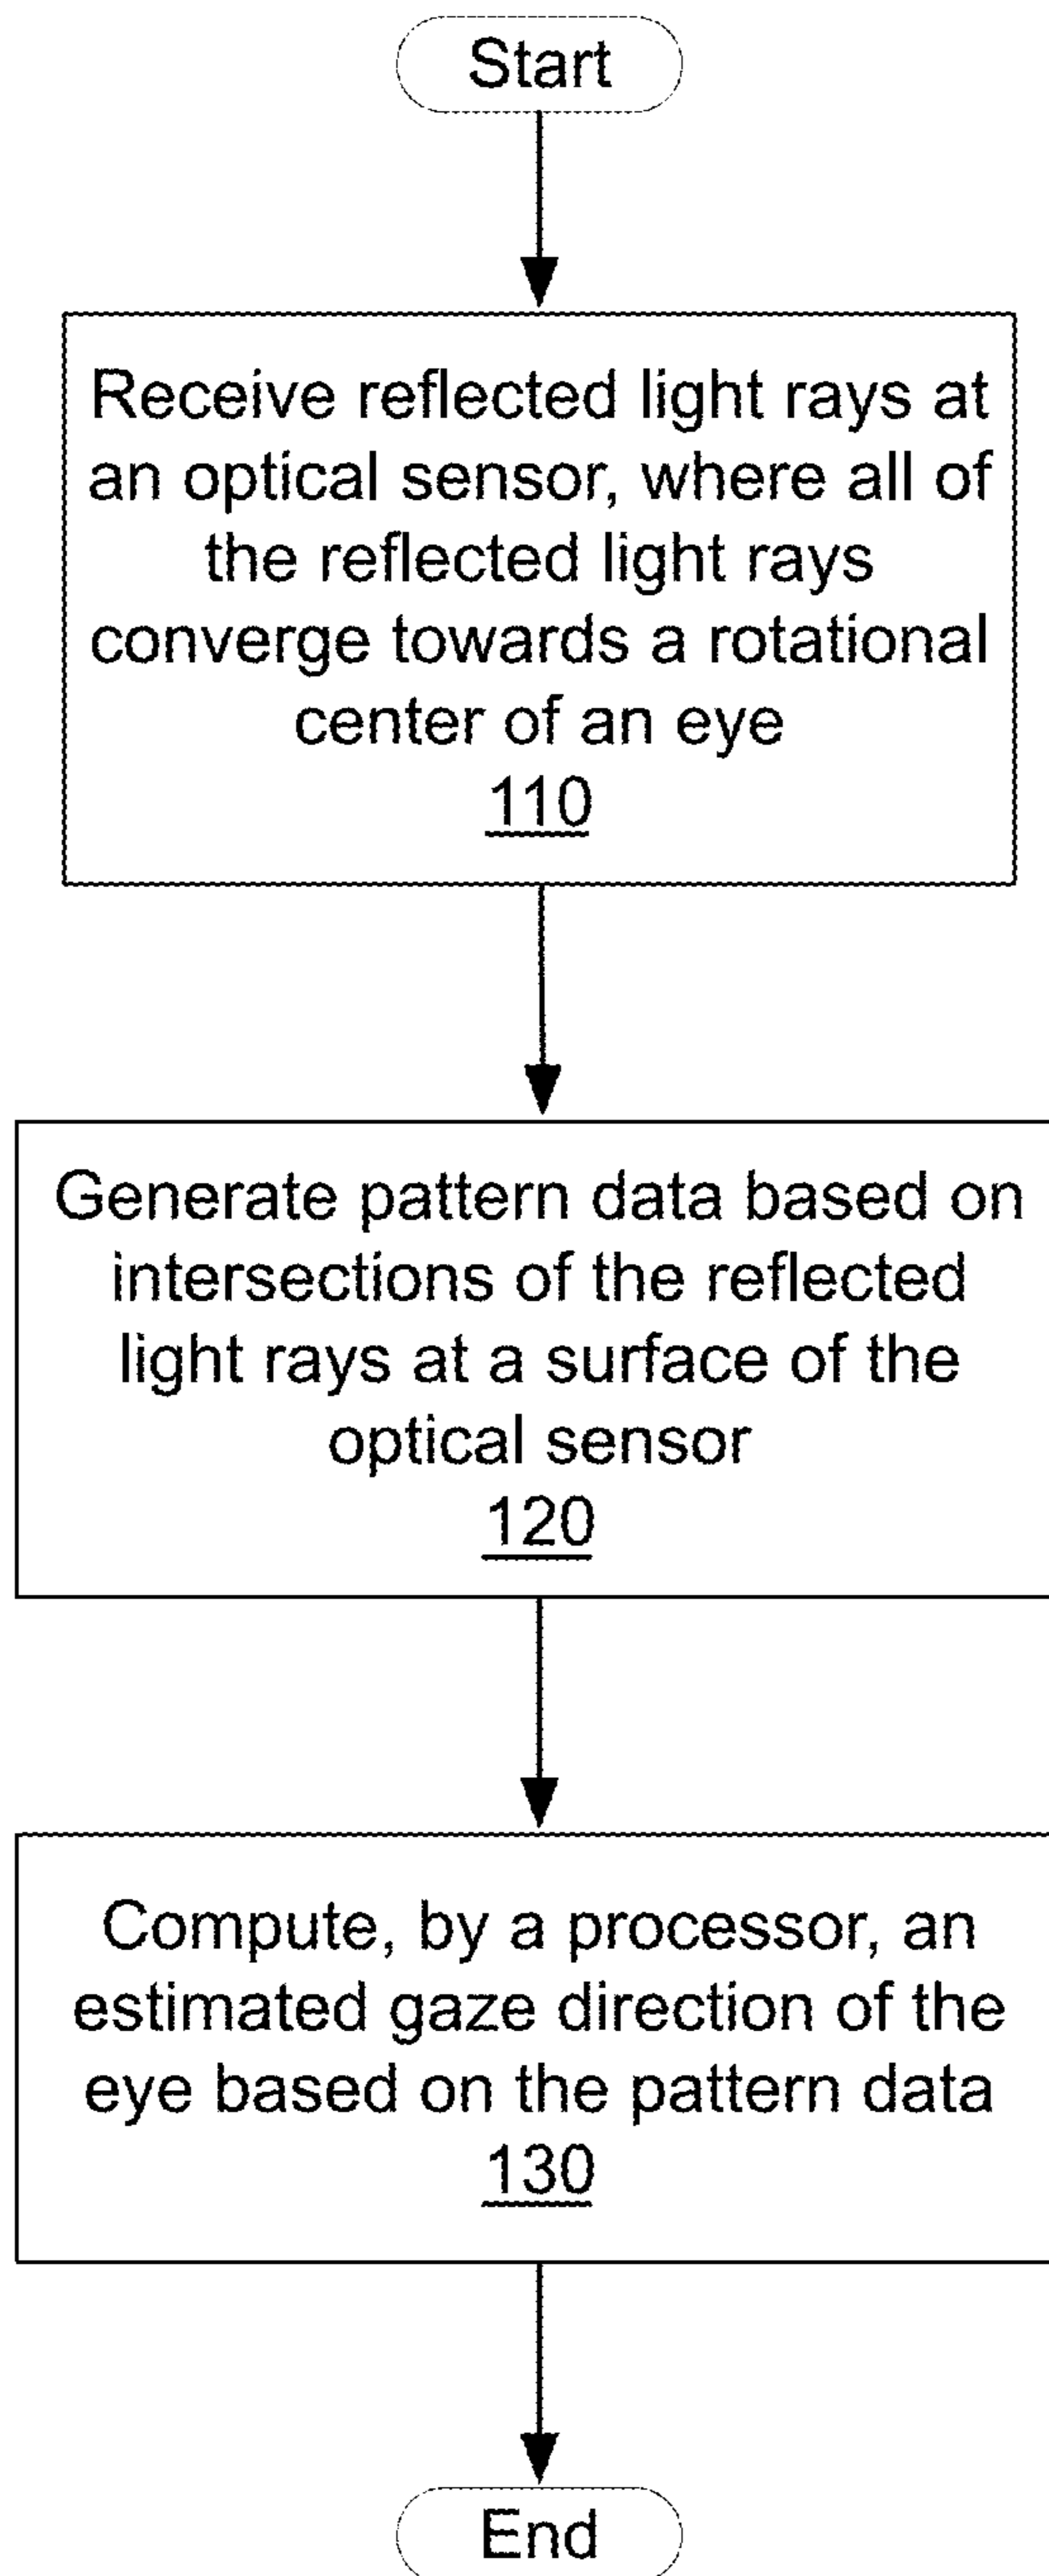 Start
Receive reflected light rays at
an optical sensor, where all of
the reflected light rays
converge towards a rotational
center of an eye
110
Generate pattern data based on
intersections of the reflected
light rays at a surface of the
optical sensor
120
Compute, by a processor, an
estimated gaze direction of the
eye based on the pattern data
130
End